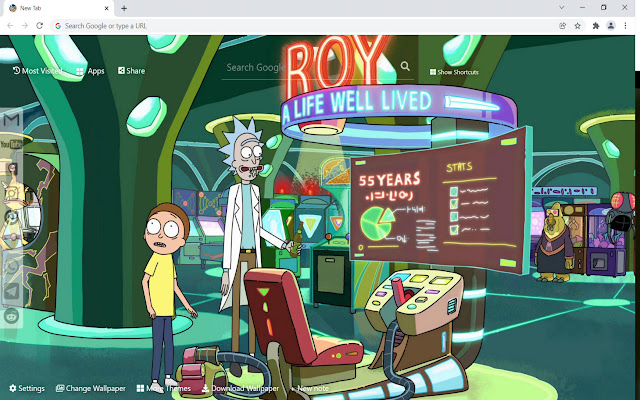 New Tab
Search Google or type a URL
Most Visited
Apps
Share
Search Google
Show Shortcuts
ROY
A LIFE WELL LIVED
55 YEARS
STATS
YouTube
Settings
Change Wallpaper
More Themes
Download Wallpaper
+ New note